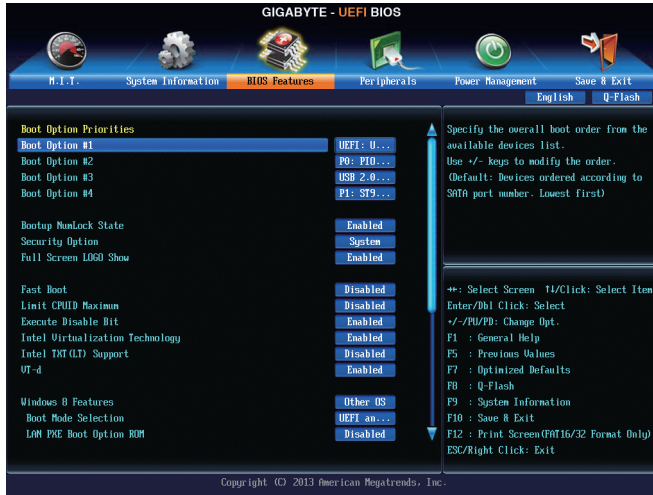 GIGABYTE - UEFI BIOS
M.I.T. System Information BIOS Features Peripherals Power Management Save & Exit
English Q-Flash
Boot Option Priorities
Boot Option #1 UEFI: U...
Boot Option #2 P0: PIO...
Boot Option #3 USB 2.0...
Boot Option #4 P1: ST9...
Bootup NumLock State Enabled
Security Option System
Full Screen LOGO Show Enabled
Fast Boot Disabled
Limit CPUID Maximum Disabled
Execute Disable Bit Enabled
Intel Virtualization Technology Enabled
Intel TXT(LT) Support Disabled
VT-d Enabled
Windows 8 Features Other OS
Boot Mode Selection UEFI an...
LAN PXE Boot Option ROM Disabled
Specify the overall boot order from the
available devices list.
Use +/- keys to modify the order.
(Default: Devices ordered according to
SATA port number. Lowest first)
↔: Select Screen ↑↓/Click: Select Item
Enter/Dbl Click: Select
+/-/PU/PD: Change Opt.
F1 : General Help
F5 : Previous Values
F7 : Optimized Defaults
F8 : Q-Flash
F9 : System Information
F10 : Save & Exit
F12 : Print Screen(FAT16/32 Format Only)
ESC/Right Click: Exit
Copyright (C) 2013 American Megatrends, Inc.